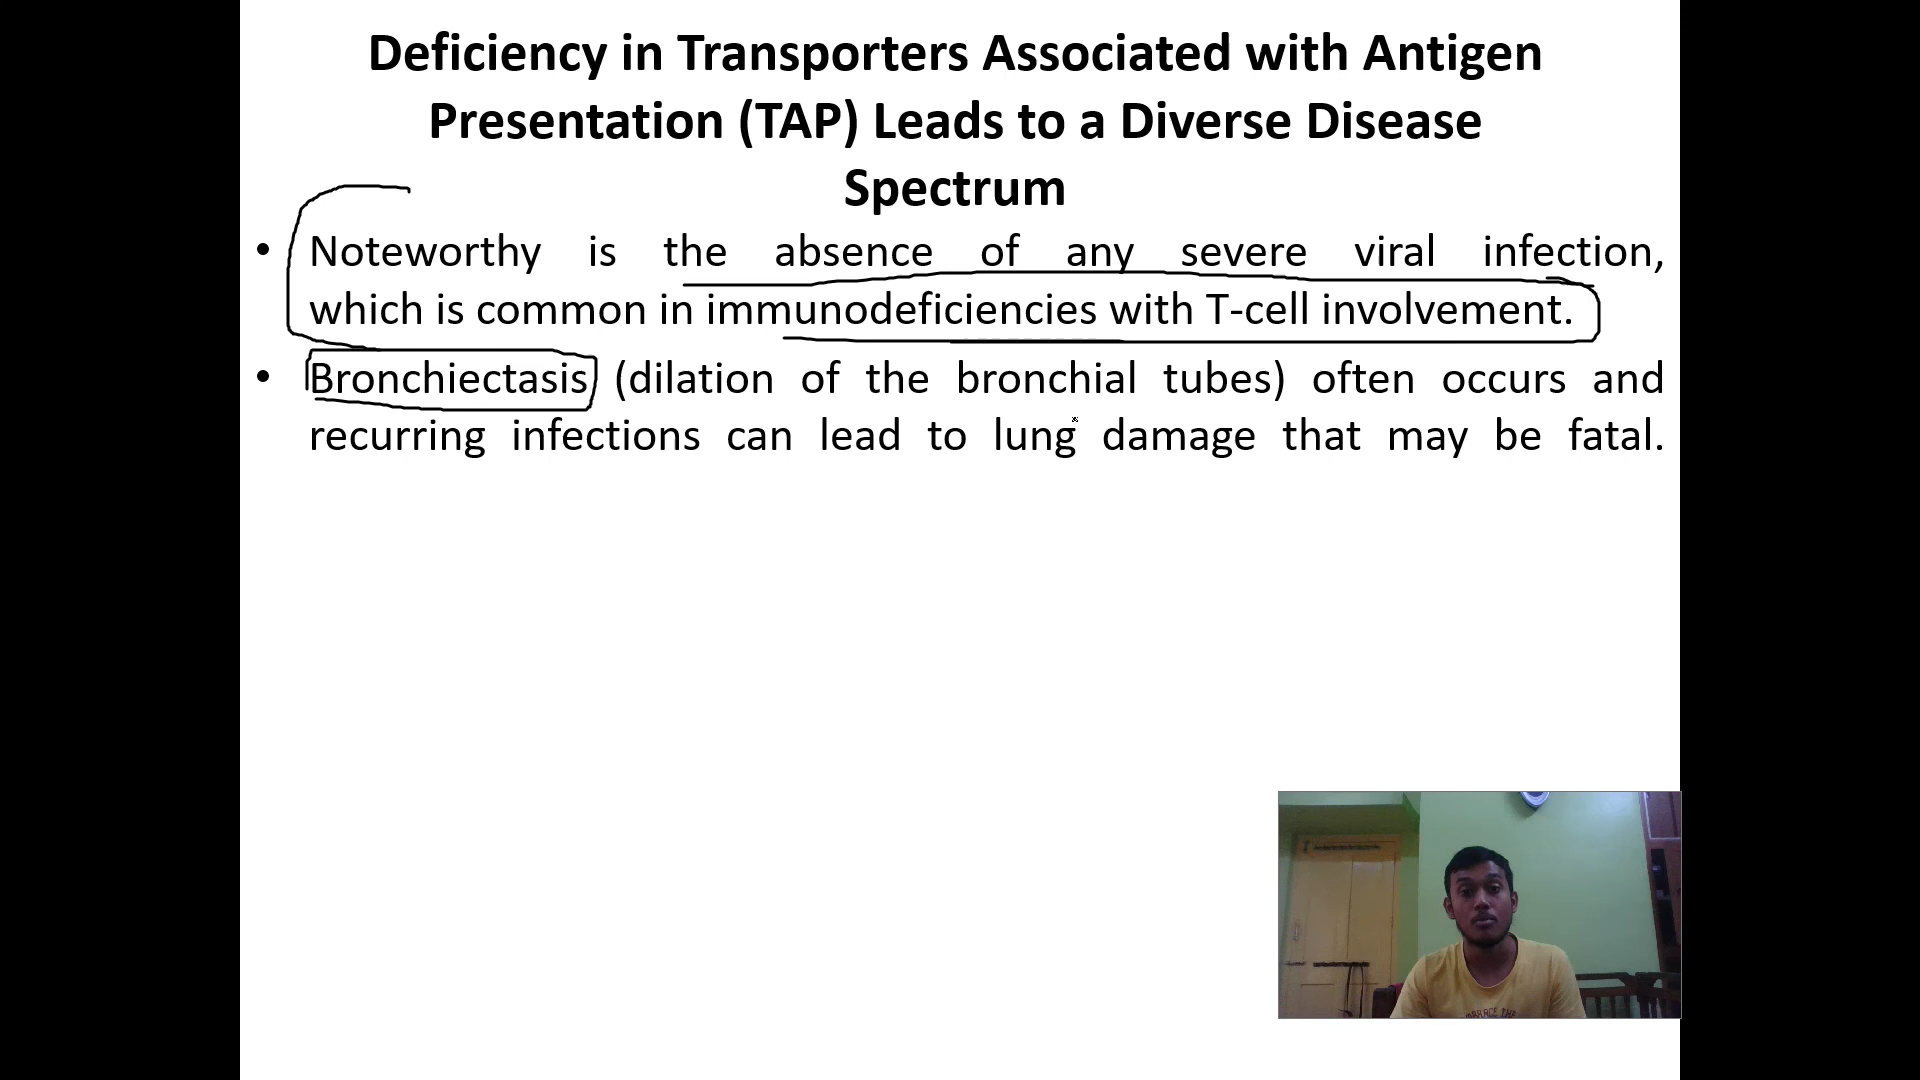 Deficiency in Transporters Associated with Antigen
Presentation (TAP) Leads to a Diverse Disease
Spectrum
• Noteworthy is the absence of any severe viral infection,
which is common in immunodeficiencies with T-cell involvement.
• Bronchiectasis (dilation of the bronchial tubes) often occurs and
recurring infections can lead to lung damage that may be fatal.